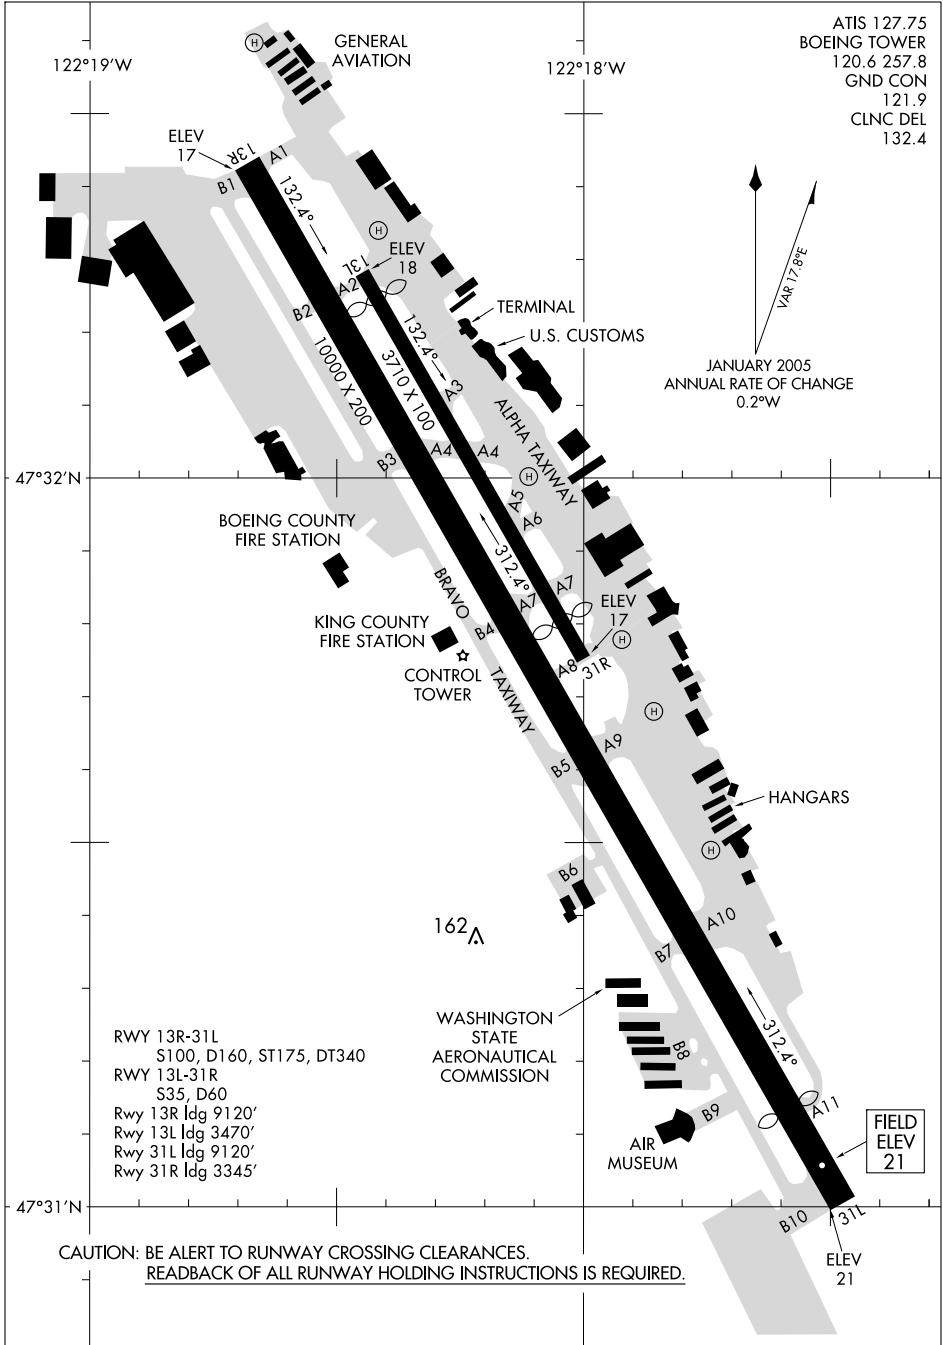 ATIS 127.75
BOEING TOWER
120.6 257.8
GND CON
121.9
CLNC DEL
132.4
122°19'W
122°18'W
GENERAL
AVIATION
H
ELEV
17
13R
A1
B1
132.4°
H
ELEV
18
13L
A2
B2
VAR 17.8°E
JANUARY 2005
ANNUAL RATE OF CHANGE
0.2°W
TERMINAL
U.S. CUSTOMS
132.4°
10000 X 200
3710 X 100
A3
ALPHA TAXIWAY
B3
A4
A4
47°32'N
H
A5
A6
BOEING COUNTY
FIRE STATION
312.4°
BRAVO
TAXIWAY
A7
A7
ELEV
17
KING COUNTY
FIRE STATION
B4
H
CONTROL
TOWER
A8
31R
H
A9
B5
HANGARS
H
B6
A10
162
B7
WASHINGTON
STATE
AERONAUTICAL
COMMISSION
312.4°
B8
RWY 13R-31L
S100, D160, ST175, DT340
RWY 13L-31R
S35, D60
Rwy 13R ldg 9120'
Rwy 13L ldg 3470'
Rwy 31L ldg 9120'
Rwy 31R ldg 3345'
B9
A11
AIR
MUSEUM
FIELD
ELEV
21
47°31'N
B10
31L
ELEV
21
CAUTION: BE ALERT TO RUNWAY CROSSING CLEARANCES.
READBACK OF ALL RUNWAY HOLDING INSTRUCTIONS IS REQUIRED.